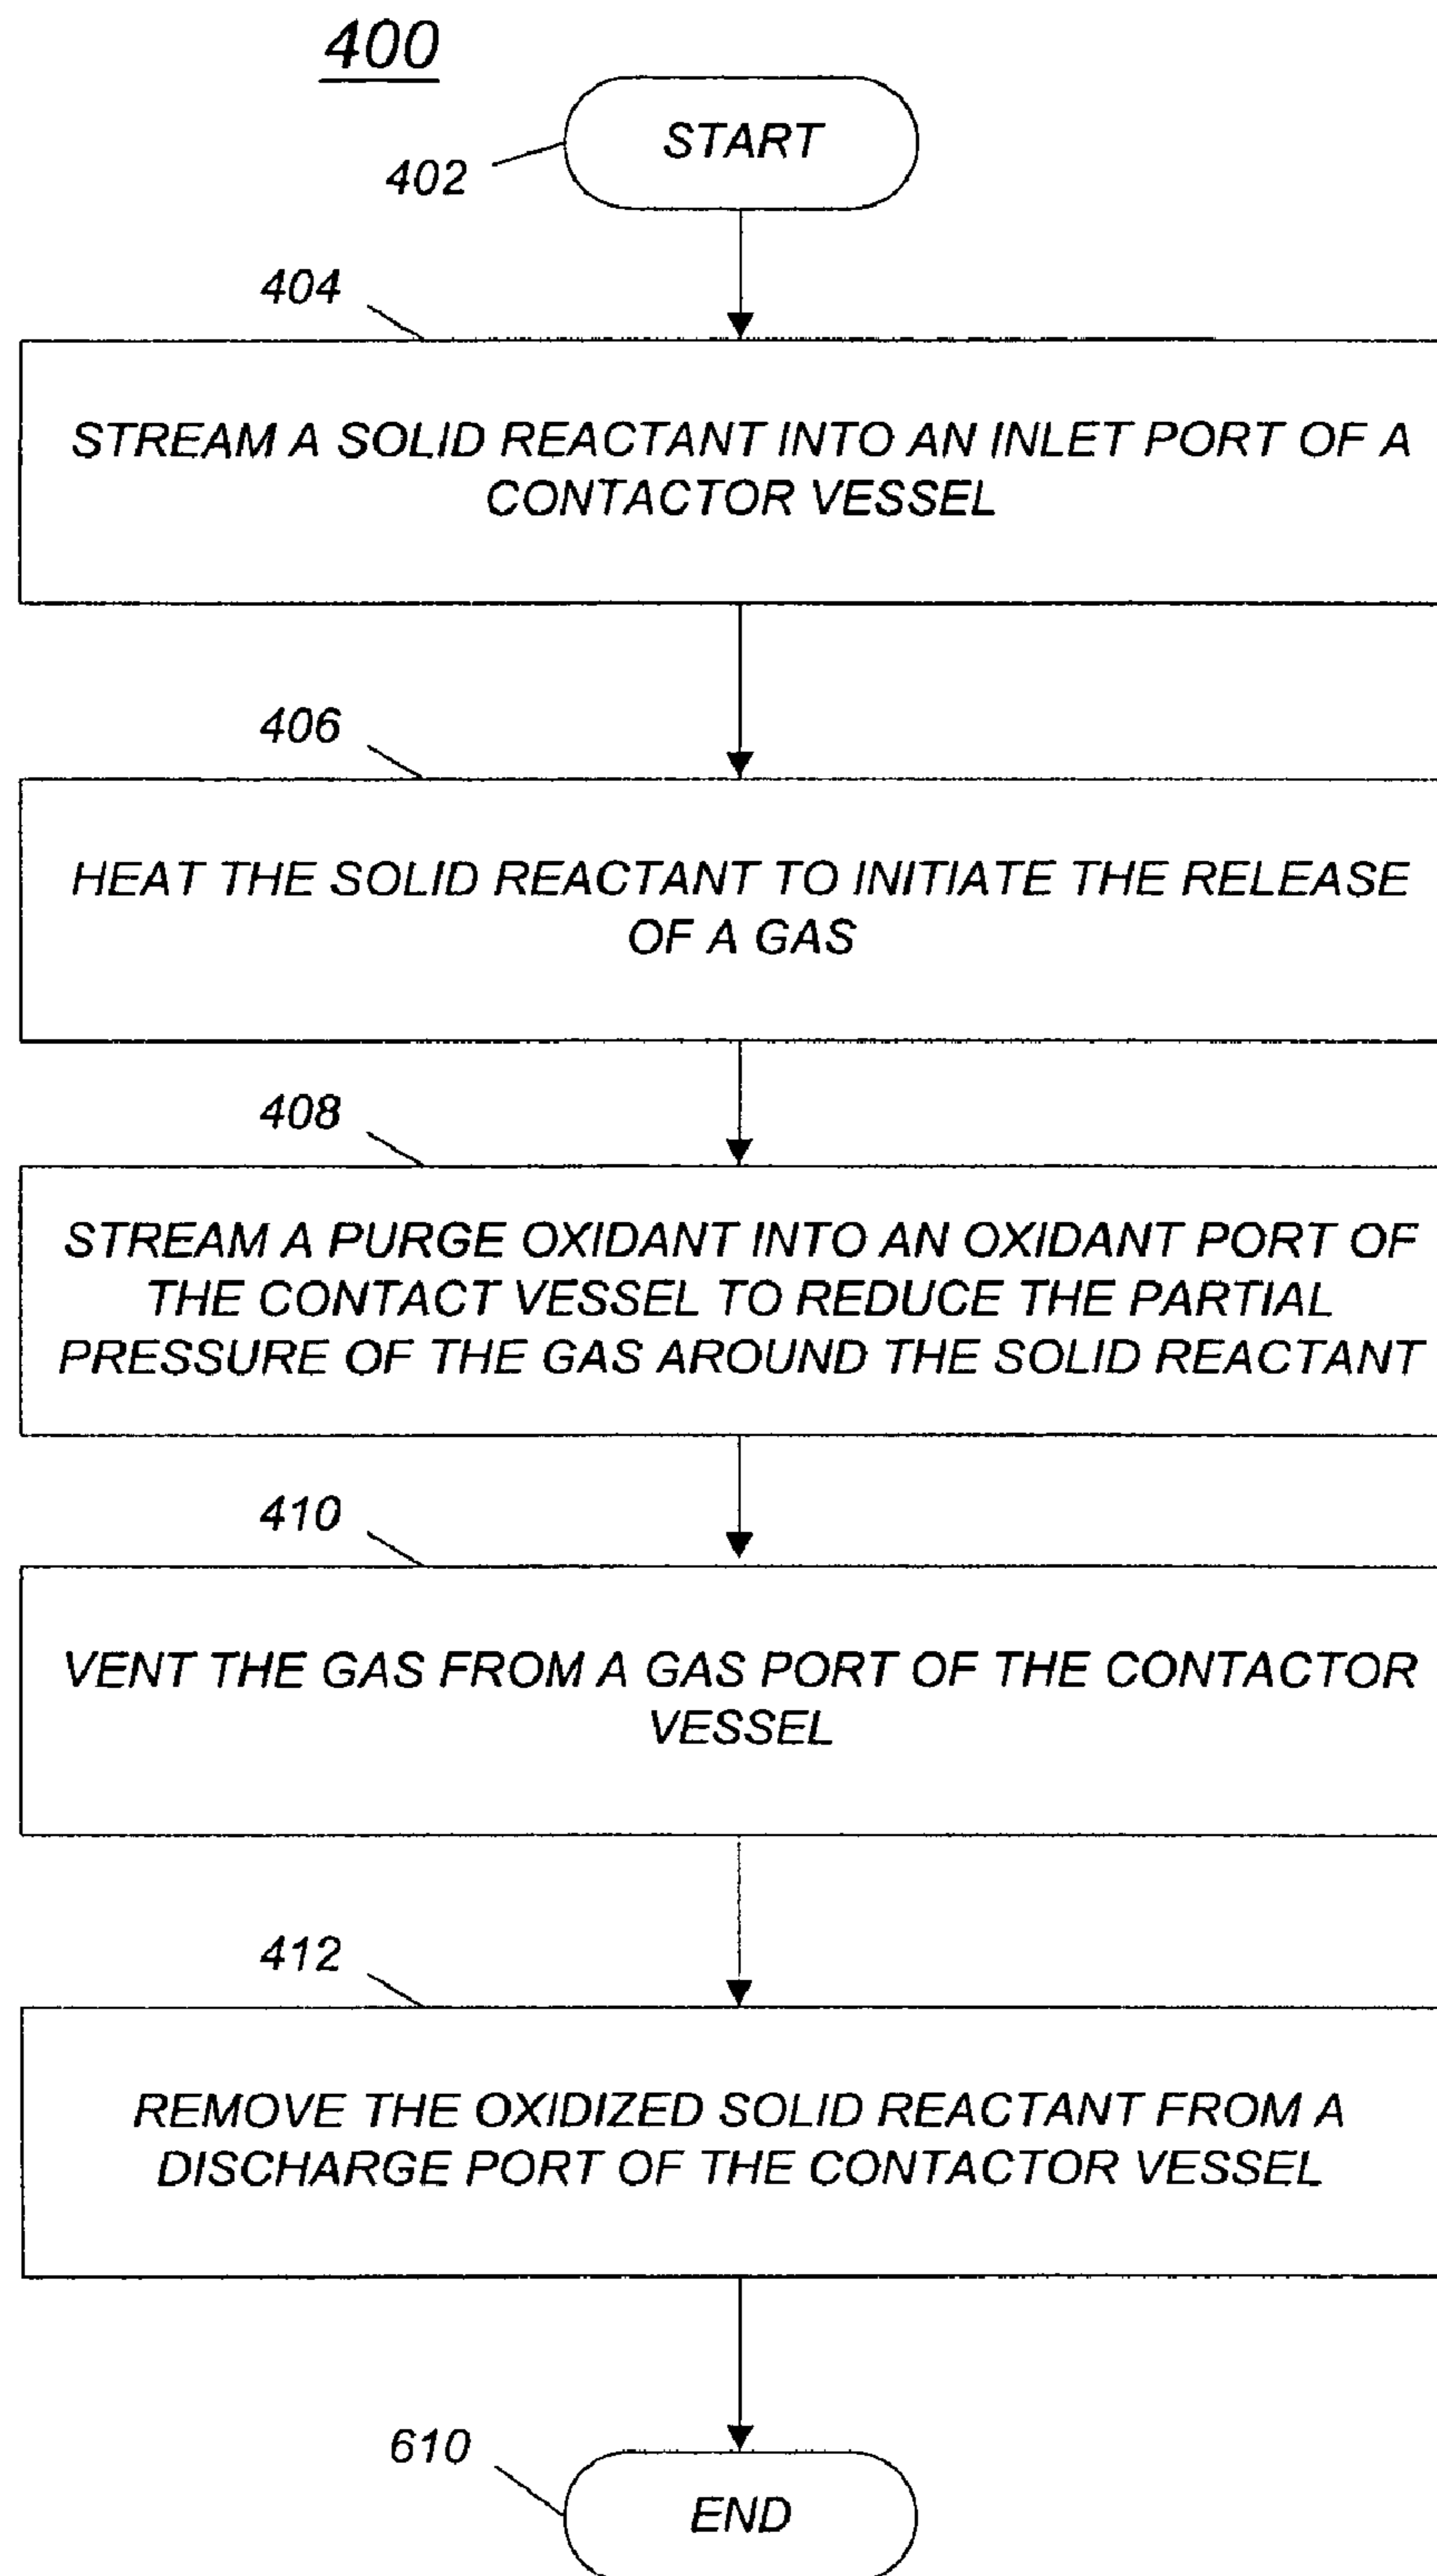 400
START
402
404
STREAM A SOLID REACTANT INTO AN INLET PORT OF A
CONTACTOR VESSEL
406
HEAT THE SOLID REACTANT TO INITIATE THE RELEASE
OF A GAS
408
STREAM A PURGE OXIDANT INTO AN OXIDANT PORT OF
THE CONTACT VESSEL TO REDUCE THE PARTIAL
PRESSURE OF THE GAS AROUND THE SOLID REACTANT
410
VENT THE GAS FROM A GAS PORT OF THE CONTACTOR
VESSEL
412
REMOVE THE OXIDIZED SOLID REACTANT FROM A
DISCHARGE PORT OF THE CONTACTOR VESSEL
610
END